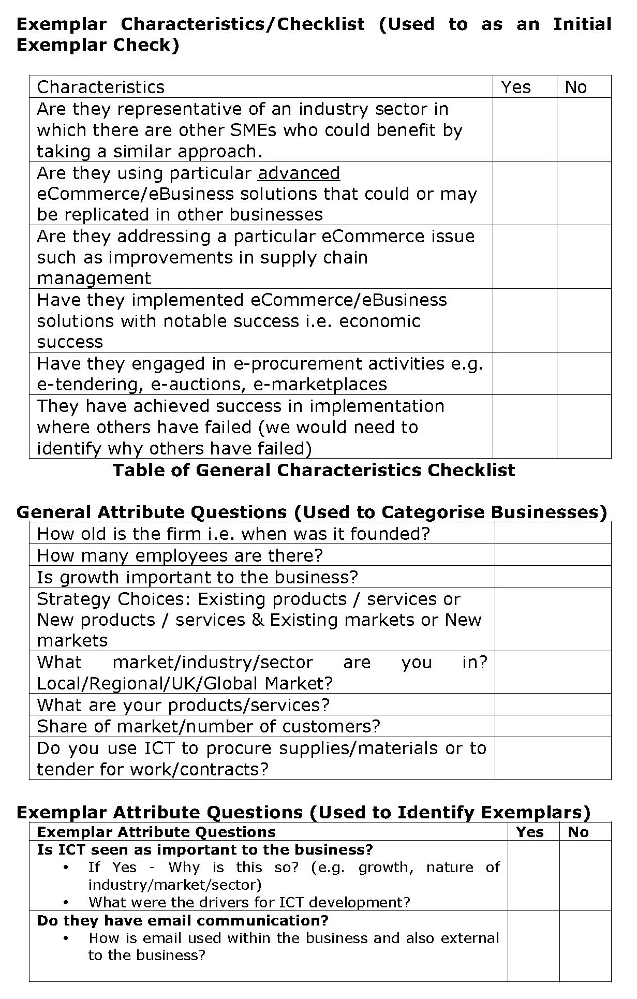 Exemplar Characteristics/Checklist (Used to as an Initial
Exemplar Check)
Characteristics Yes No
Are they representative of an industry sector in
which there are other SMEs who could benefit by
taking a similar approach.
Are they using particular advanced
eCommerce/eBusiness solutions that could or may
be replicated in other businesses
Are they addressing a particular eCommerce issue
such as improvements in supply chain
management
Have they implemented eCommerce/eBusiness
solutions with notable success i.e. economic
success
Have they engaged in e-procurement activities e.g.
e-tendering, e-auctions, e-marketplaces
They have achieved success in implementation
where others have failed (we would need to
identify why others have failed)
Table of General Characteristics Checklist
General Attribute Questions (Used to Categorise Businesses)
How old is the firm i.e. when was it founded?
How many employees are there?
Is growth important to the business?
Strategy Choices: Existing products / services or
New products / services & Existing markets or New
markets
What market/industry/sector are you in?
Local/Regional/UK/Global Market?
What are your products/services?
Share of market/number of customers?
Do you use ICT to procure supplies/materials or to
tender for work/contracts?
Exemplar Attribute Questions (Used to Identify Exemplars)
Exemplar Attribute Questions Yes No
Is ICT seen as important to the business?
• If Yes - Why is this so? (e.g. growth, nature of
industry/market/sector)
• What were the drivers for ICT development?
Do they have email communication?
• How is email used within the business and also external
to the business?